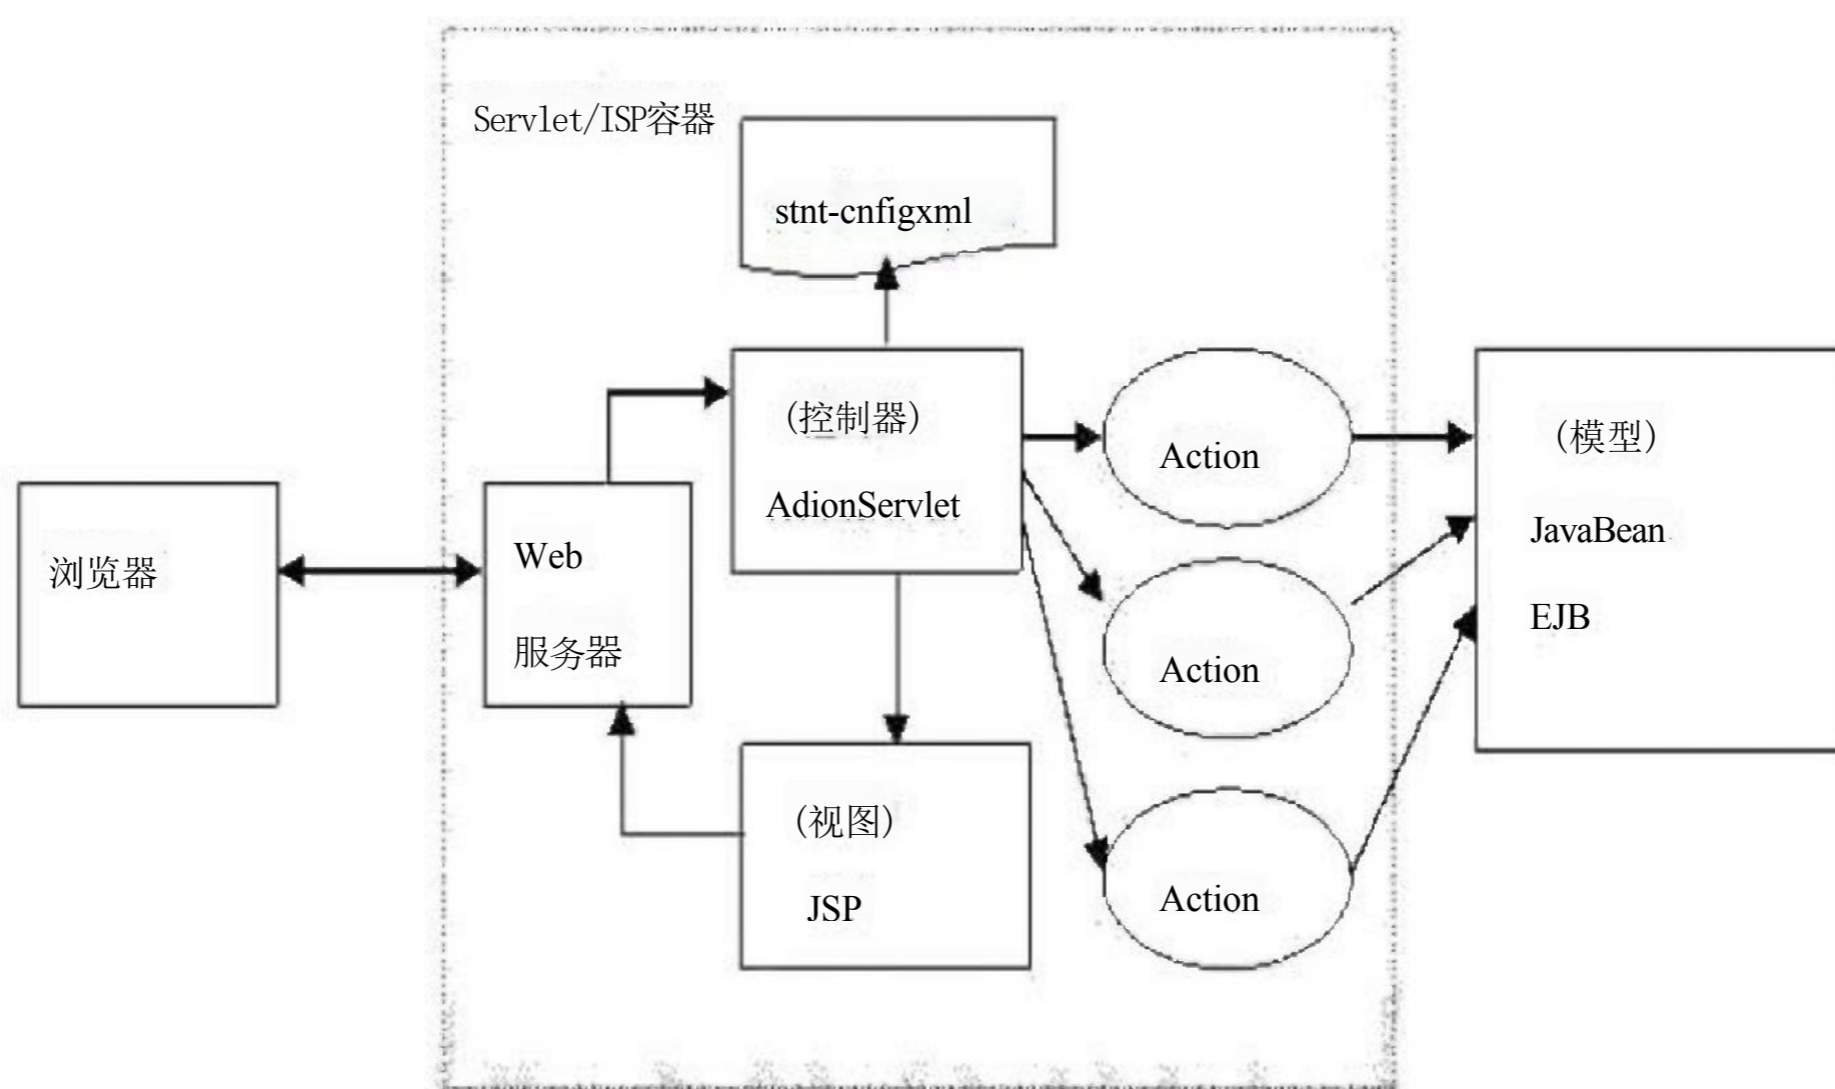 Servlet/ISP容器
stnt-cnfigxml
(控制器)
AdionServlet
Action
(模型)
JavaBean
EJB
浏览器
Web
服务器
Action
(视图)
JSP
Action